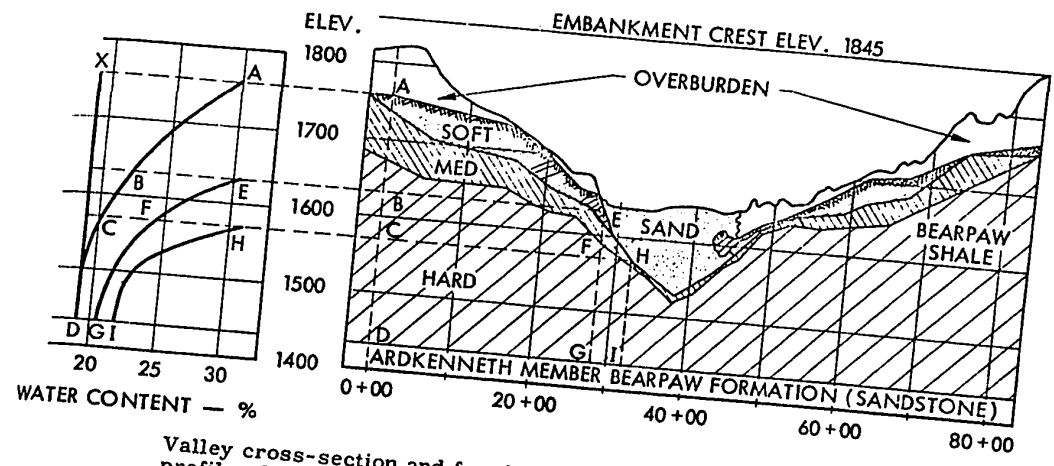 ELEV.
EMBANKMENT CREST ELEV. 1845
1800
1700
1600
1500
1400
X
A
B
C
F
E
H
D
G
I
20
25
30
WATER CONTENT — %
OVERBURDEN
A
SOFT
MED
B
C
HARD
D
E
F
SAND
H
G
I
BEARPAW
SHALE
ARDKENNETH MEMBER BEARPAW FORMATION (SANDSTONE)
0+00
20+00
40+00
60+00
80+00
Valley cross-section and